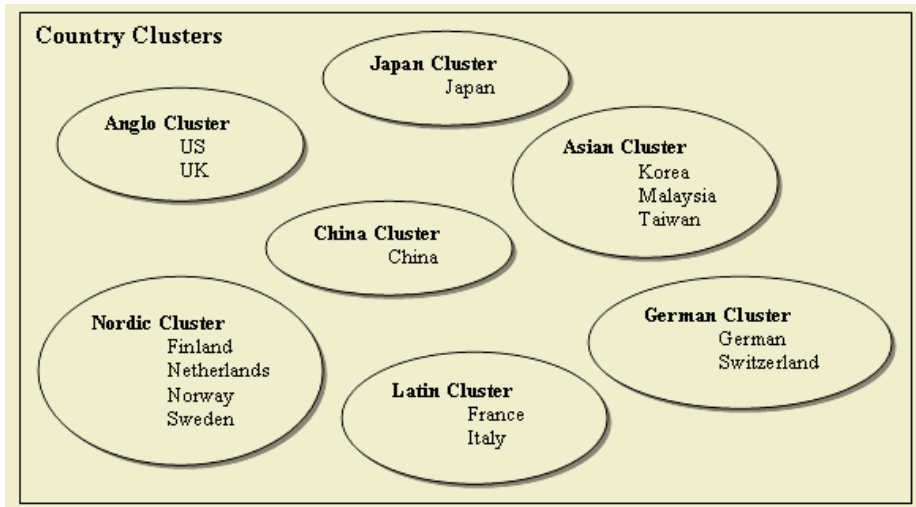 Country Clusters
Japan Cluster
Japan
Anglo Cluster
US
UK
Asian Cluster
Korea
Malaysia
Taiwan
China Cluster
China
Nordic Cluster
Finland
Netherlands
Norway
Sweden
German Cluster
German
Switzerland
Latin Cluster
France
Italy